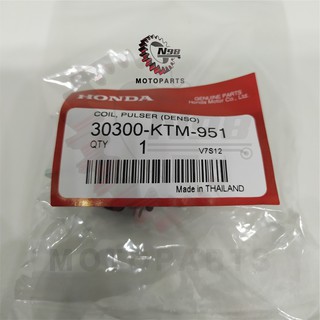 N98
MOTOPARTS
HONDA
GENUINE PARTS
Honda Motor Co., Ltd.
COIL, PULSER (DENSO)
30300-KTM-951
QTY 1 V7S12
Made in THAILAND
MOTOPARTS